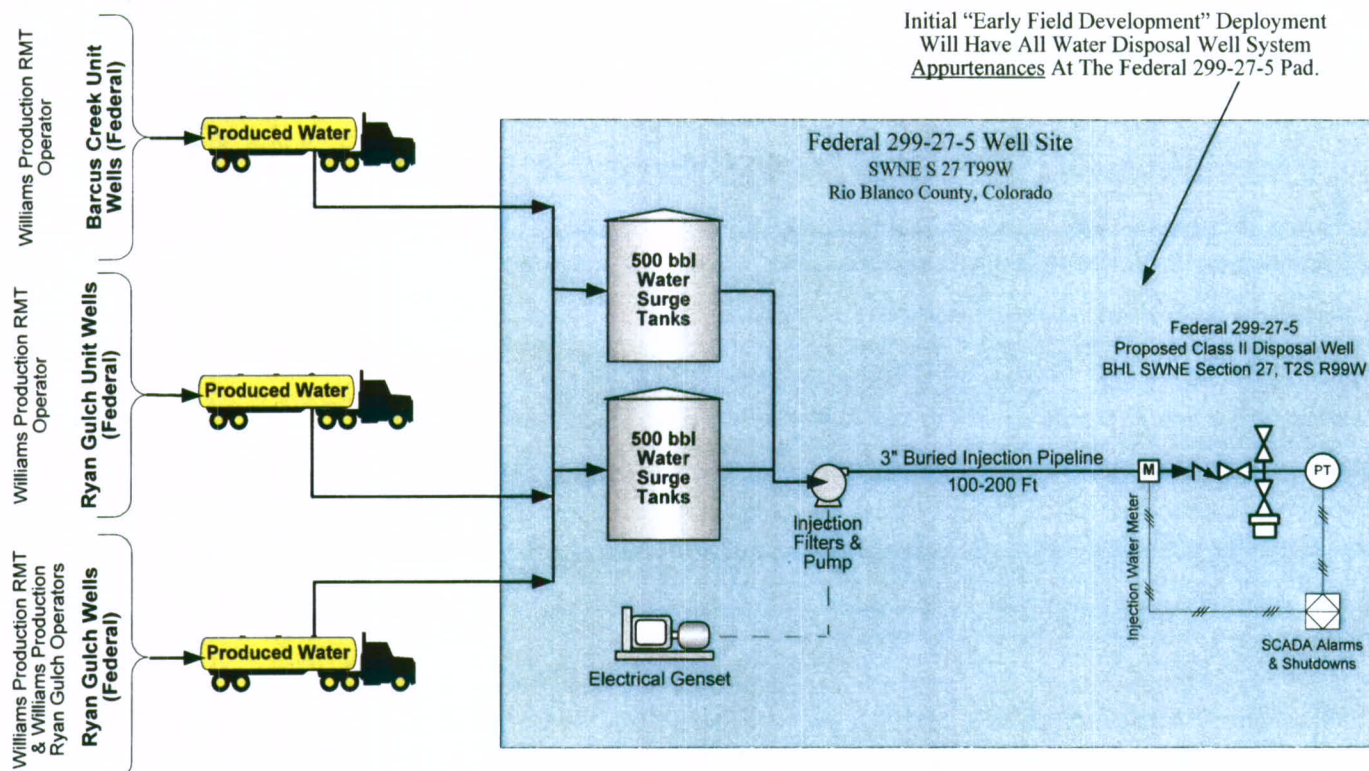 Initial “Early Field Development” Deployment
Will Have All Water Disposal Well System
Appurtenances At The Federal 299-27-5 Pad.
Williams Production RMT
Operator
Barcus Creek Unit
Wells (Federal)
Produced Water
Williams Production RMT
Operator
Ryan Gulch Unit Wells
(Federal)
Produced Water
Williams Production RMT
& Williams Production
Ryan Gulch Operators
Ryan Gulch Wells
(Federal)
Produced Water
Federal 299-27-5 Well Site
SWNE S 27 T99W
Rio Blanco County, Colorado
500 bbl
Water
Surge
Tanks
500 bbl
Water
Surge
Tanks
Injection
Filters &
Pump
Electrical Genset
3" Buried Injection Pipeline
100-200 Ft
Federal 299-27-5
Proposed Class II Disposal Well
BHL SWNE Section 27, T2S R99W
M
PT
Injection Water Meter
SCADA Alarms
& Shutdowns